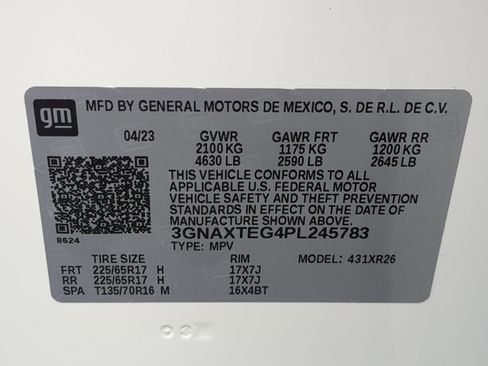 gm MFD BY GENERAL MOTORS DE MEXICO, S. DE R.L. DE C.V.
04/23 GVWR GAWR FRT GAWR RR
2100 KG 1175 KG 1200 KG
4630 LB 2590 LB 2645 LB
THIS VEHICLE CONFORMS TO ALL
APPLICABLE U.S. FEDERAL MOTOR
VEHICLE SAFETY AND THEFT PREVENTION
STANDARDS IN EFFECT ON THE DATE OF
MANUFACTURE SHOWN ABOVE.
3GNAXTEG4PL245783
8624 TYPE: MPV
TIRE SIZE RIM MODEL: 431XR26
FRT 225/65R17 H 17X7J
RR 225/65R17 H 17X7J
SPA T135/70R16 M 16X4BT